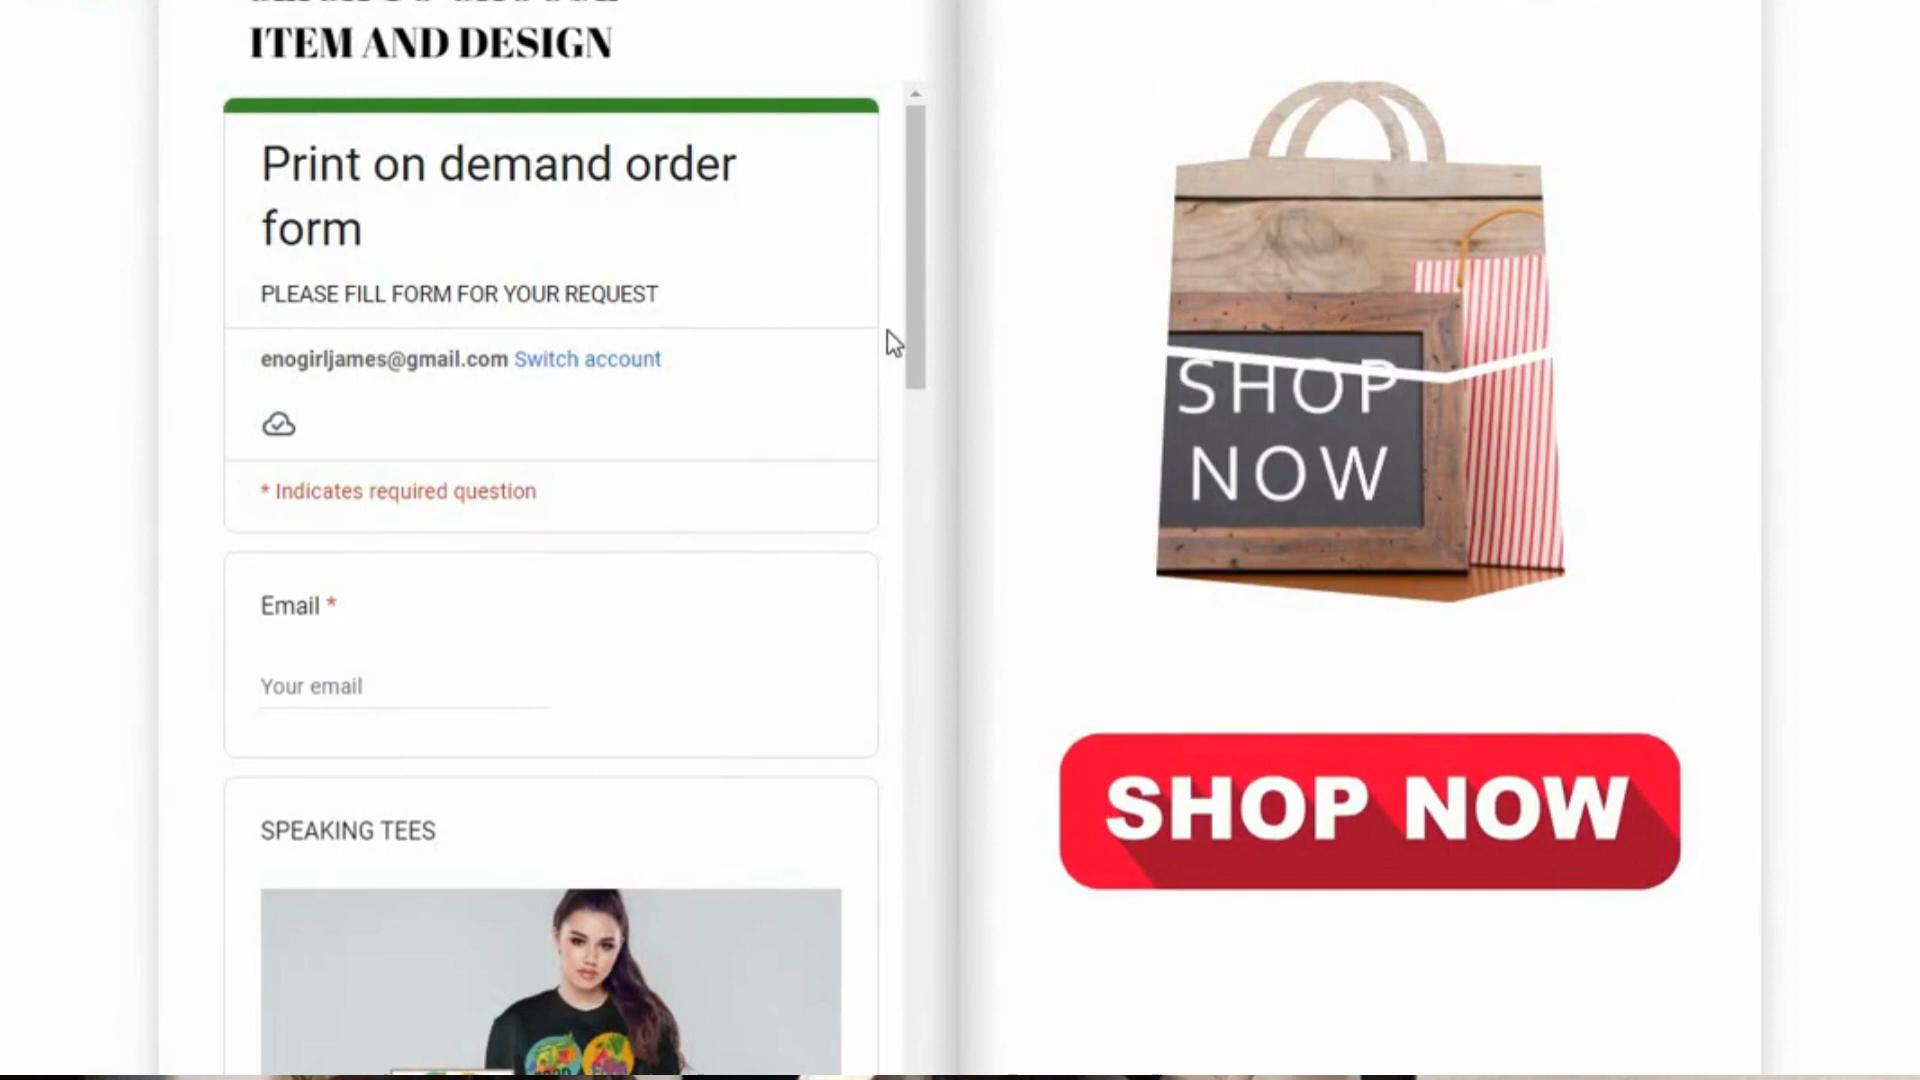 ITEM AND DESIGN
Print on demand order
form
PLEASE FILL FORM FOR YOUR REQUEST
enogirljames@gmail.com Switch account
* Indicates required question
Email *
Your email
SPEAKING TEES
SHOP
NOW
SHOP NOW